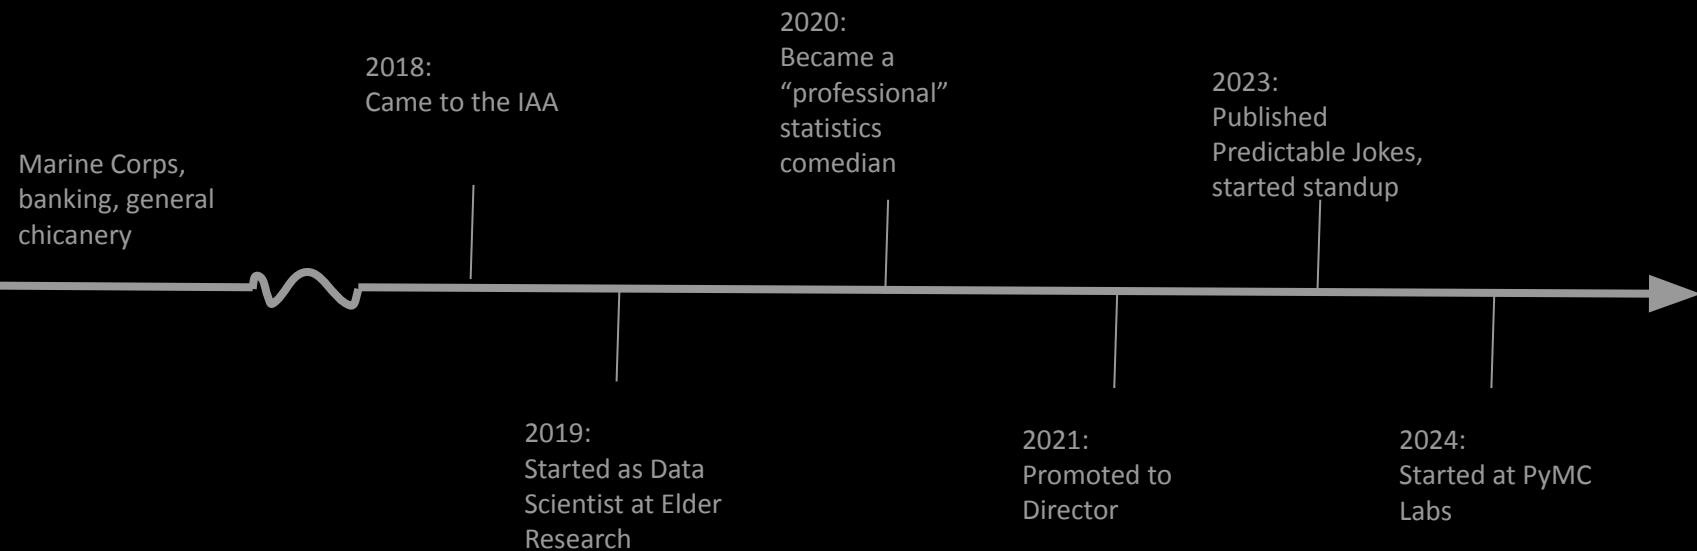 Marine Corps,
banking, general
chicanery
2018:
Came to the IAA
2019:
Started as Data
Scientist at Elder
Research
2020:
Became a
“professional”
statistics
comedian
2021:
Promoted to
Director
2023:
Published
Predictable Jokes,
started standup
2024:
Started at PyMC
Labs